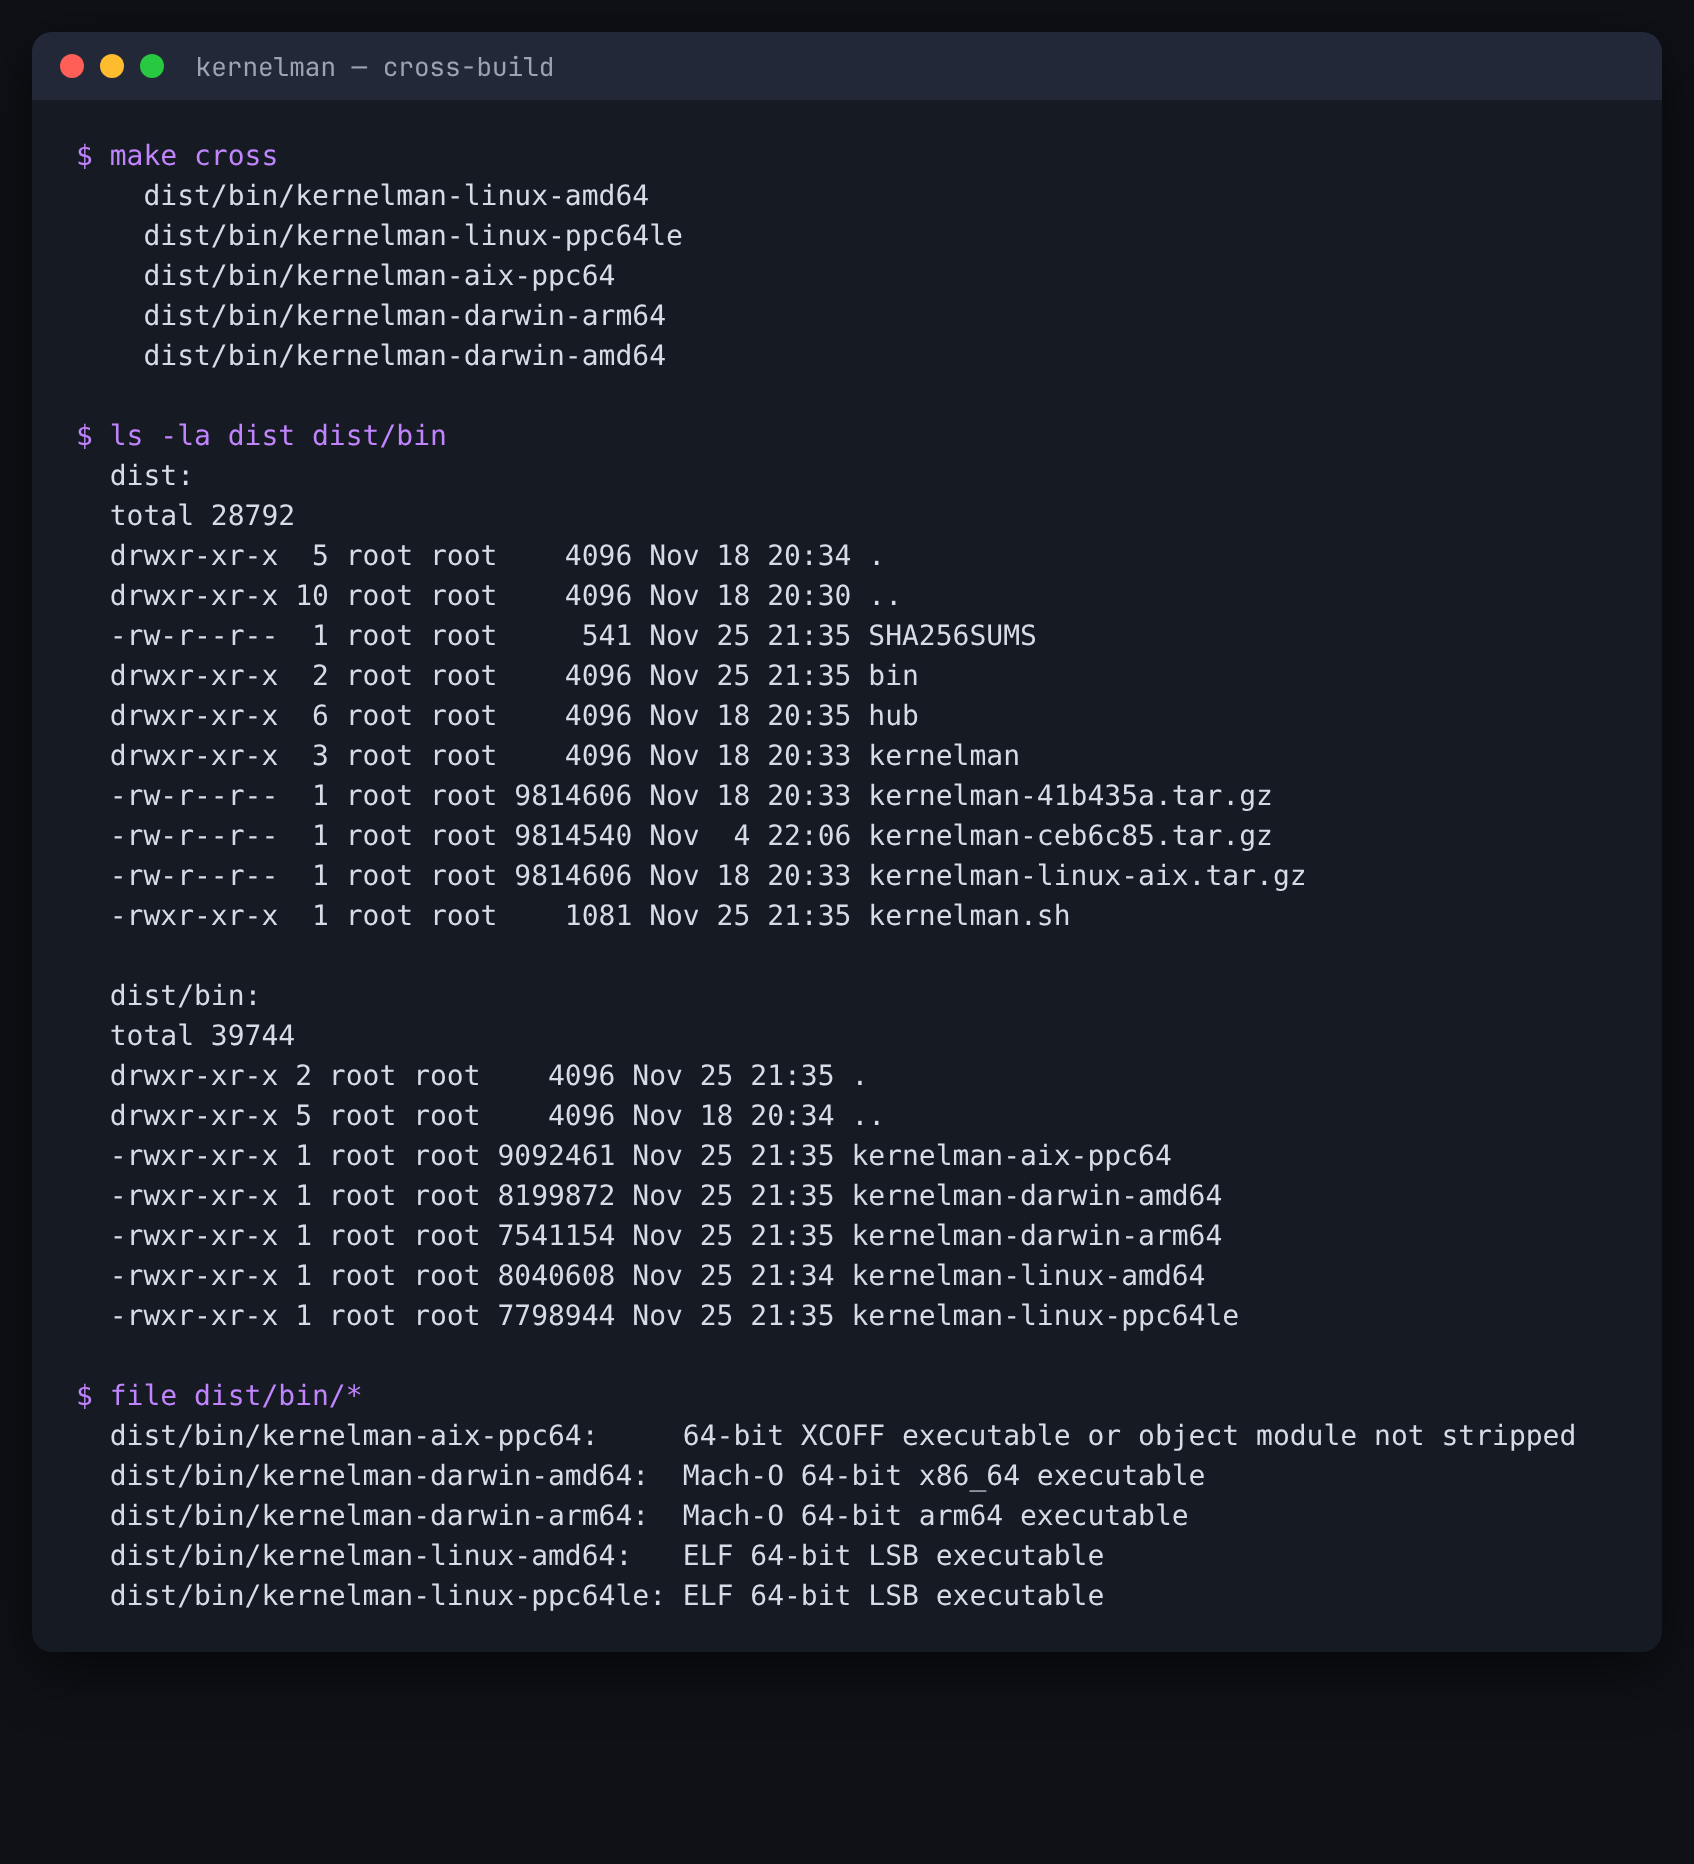 kernelman — cross-build
$ make cross
    dist/bin/kernelman-linux-amd64
    dist/bin/kernelman-linux-ppc64le
    dist/bin/kernelman-aix-ppc64
    dist/bin/kernelman-darwin-arm64
    dist/bin/kernelman-darwin-amd64

$ ls -la dist dist/bin
  dist:
  total 28792
  drwxr-xr-x  5 root root    4096 Nov 18 20:34 .
  drwxr-xr-x 10 root root    4096 Nov 18 20:30 ..
  -rw-r--r--  1 root root     541 Nov 25 21:35 SHA256SUMS
  drwxr-xr-x  2 root root    4096 Nov 25 21:35 bin
  drwxr-xr-x  6 root root    4096 Nov 18 20:35 hub
  drwxr-xr-x  3 root root    4096 Nov 18 20:33 kernelman
  -rw-r--r--  1 root root 9814606 Nov 18 20:33 kernelman-41b435a.tar.gz
  -rw-r--r--  1 root root 9814540 Nov  4 22:06 kernelman-ceb6c85.tar.gz
  -rw-r--r--  1 root root 9814606 Nov 18 20:33 kernelman-linux-aix.tar.gz
  -rwxr-xr-x  1 root root    1081 Nov 25 21:35 kernelman.sh

  dist/bin:
  total 39744
  drwxr-xr-x 2 root root    4096 Nov 25 21:35 .
  drwxr-xr-x 5 root root    4096 Nov 18 20:34 ..
  -rwxr-xr-x 1 root root 9092461 Nov 25 21:35 kernelman-aix-ppc64
  -rwxr-xr-x 1 root root 8199872 Nov 25 21:35 kernelman-darwin-amd64
  -rwxr-xr-x 1 root root 7541154 Nov 25 21:35 kernelman-darwin-arm64
  -rwxr-xr-x 1 root root 8040608 Nov 25 21:34 kernelman-linux-amd64
  -rwxr-xr-x 1 root root 7798944 Nov 25 21:35 kernelman-linux-ppc64le

$ file dist/bin/*
  dist/bin/kernelman-aix-ppc64:     64-bit XCOFF executable or object module not stripped
  dist/bin/kernelman-darwin-amd64:  Mach-O 64-bit x86_64 executable
  dist/bin/kernelman-darwin-arm64:  Mach-O 64-bit arm64 executable
  dist/bin/kernelman-linux-amd64:   ELF 64-bit LSB executable
  dist/bin/kernelman-linux-ppc64le: ELF 64-bit LSB executable